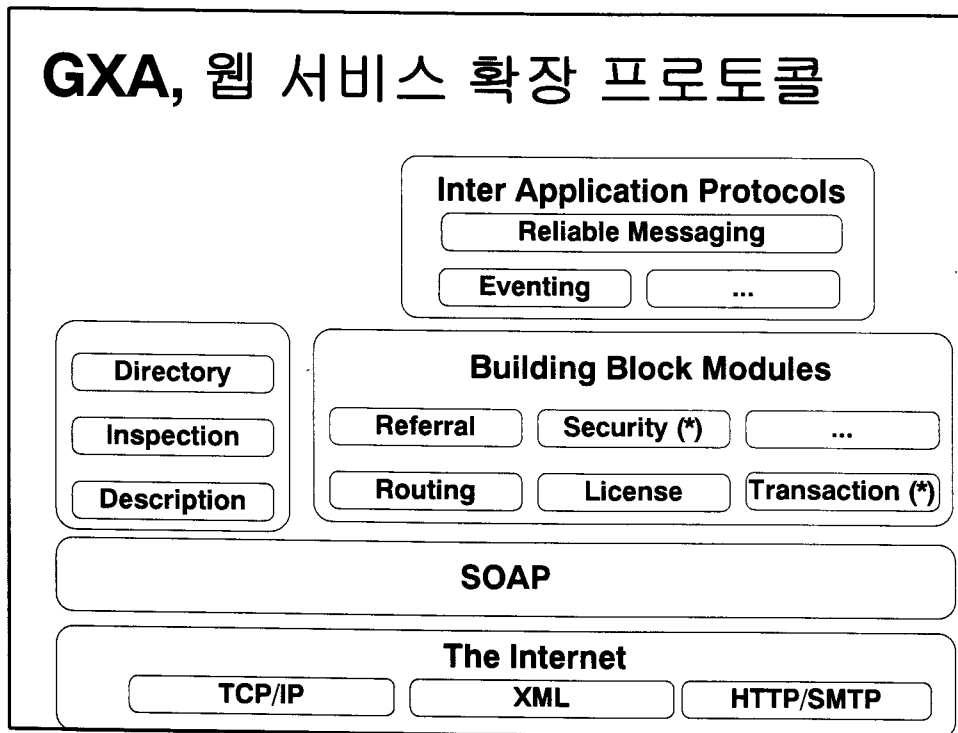 GXA, 웹 서비스 확장 프로토콜
Inter Application Protocols
Reliable Messaging
Eventing
...
Directory
Inspection
Description
Building Block Modules
Referral
Security (*)
...
Routing
License
Transaction (*)
SOAP
The Internet
TCP/IP
XML
HTTP/SMTP